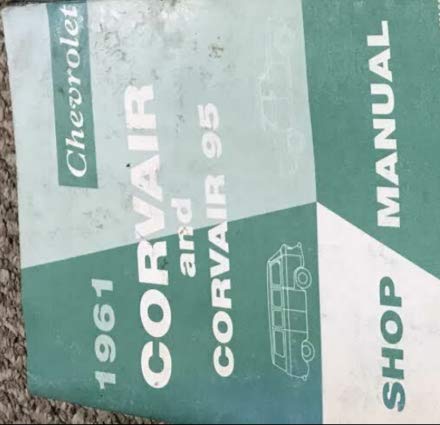 Chevrolet
1961
CORVAIR
and
CORVAIR 95
SHOP MANUAL